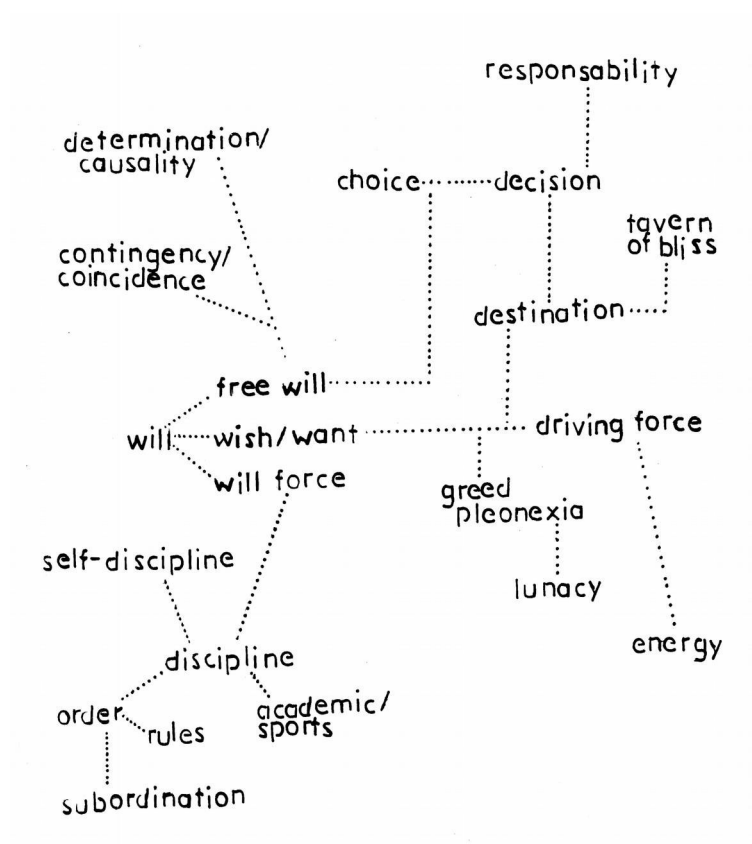 responsability
determination/
causality
choice
decision
tavern
of bliss
contingency/
coincidence
destination
free will
will
wish/want
driving force
will force
greed
pleonexia
self-discipline
lunacy
energy
discipline
order
rules
academic/
sports
subordination